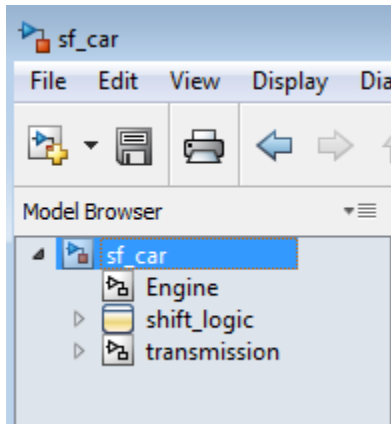 sf_car
File Edit View Display
Model Browser
sf_car
Engine
shift_logic
transmission